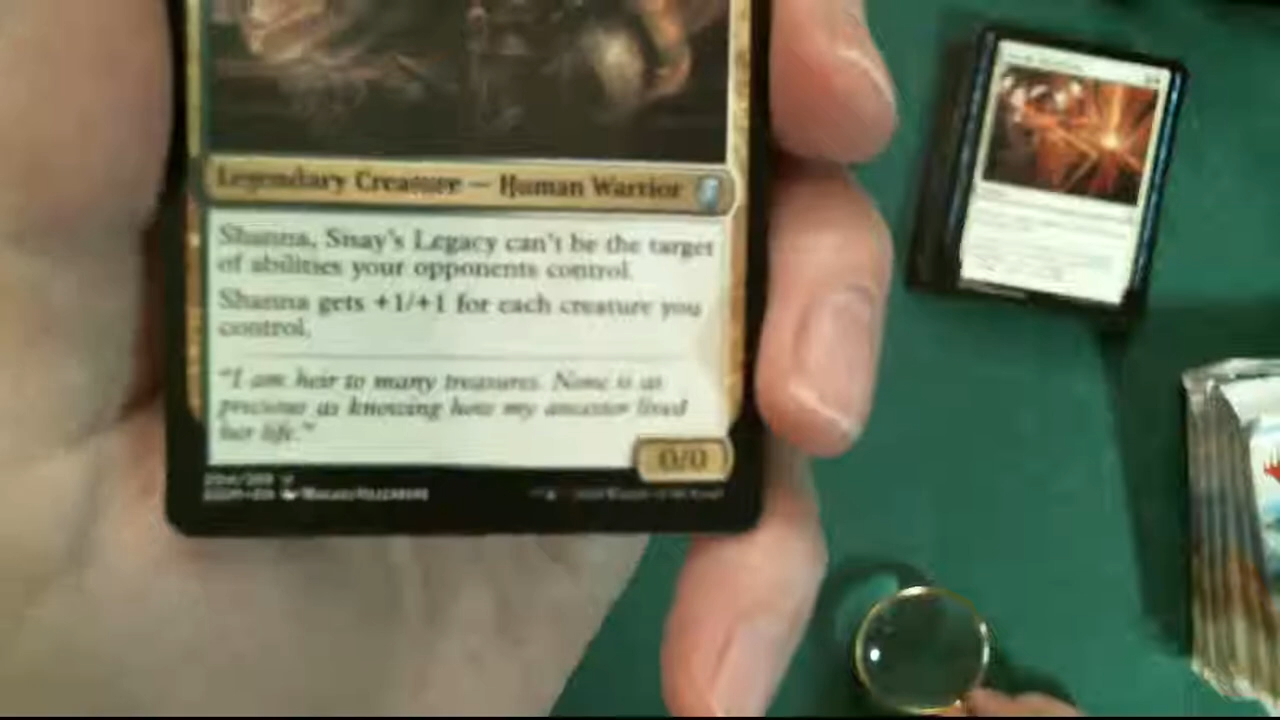 Legendary Creature — Human Warrior
Shanna, Sisay's Legacy can't be the target
of abilities your opponents control.
Shanna gets +1/+1 for each creature you
control.
"I am heir to many treasures. None is as
precious as knowing how my ancestor lived
her life."
0/0